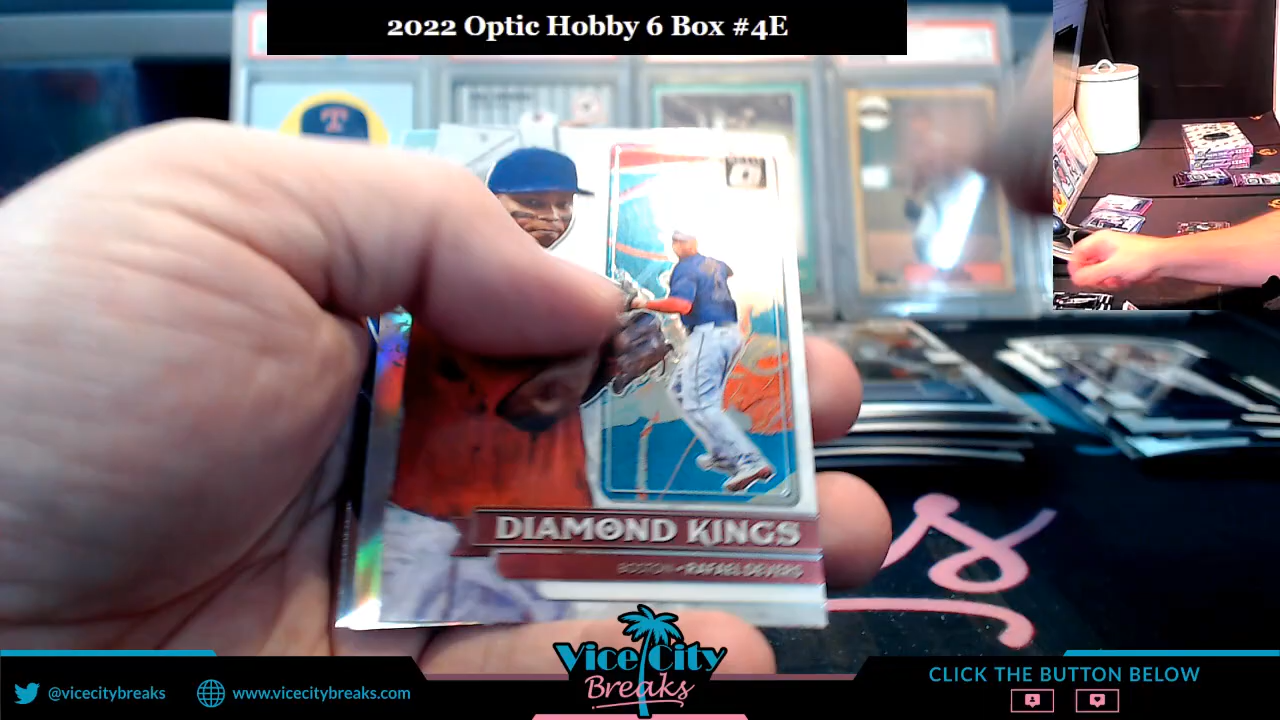 2022 Optic Hobby 6 Box #4E
T
DIAMOND KINGS
BOSTON • RAFAEL DEVERS
Vice City
Breaks
@vicecitybreaks
www.vicecitybreaks.com
CLICK THE BUTTON BELOW